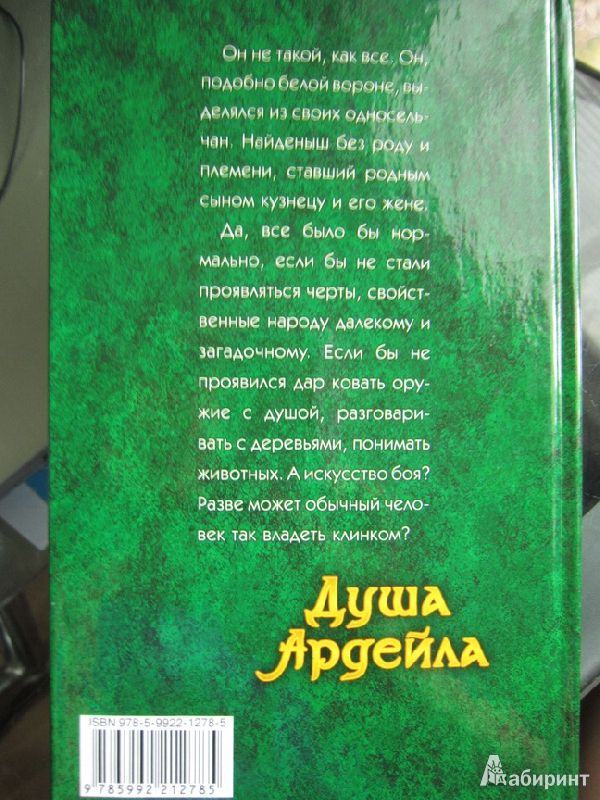 Он не такой, как все. Он,
подобно белой вороне, вы-
делялся из своих односель-
чан. Найденыш без роду и
племени, ставший родным
сыном кузнецу и его жене.
Да, все было бы нор-
мально, если бы не стали
проявляться черты, свойст-
венные народу далекому и
загадочному. Если бы не
проявился дар ковать ору-
жие с душой, разговари-
вать с деревьями, понимать
животных. А искусство боя?
Разве может обычный чело-
век так владеть клинком?
Душа
Ардейла
ISBN 978-5-9922-1278-5
9 785992 212785
Лабиринт